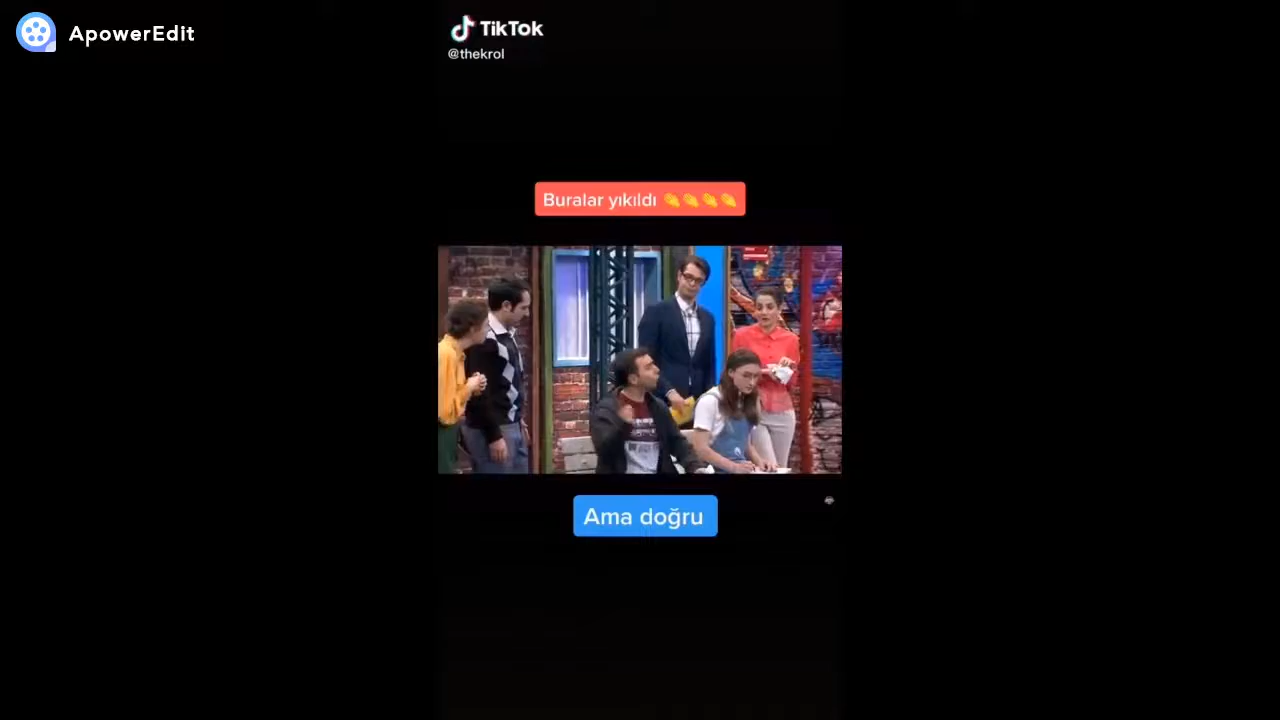 ApowerEdit
TikTok
@thekrol
Buralar yıkıldı 👏👏👏👏
Ama doğru